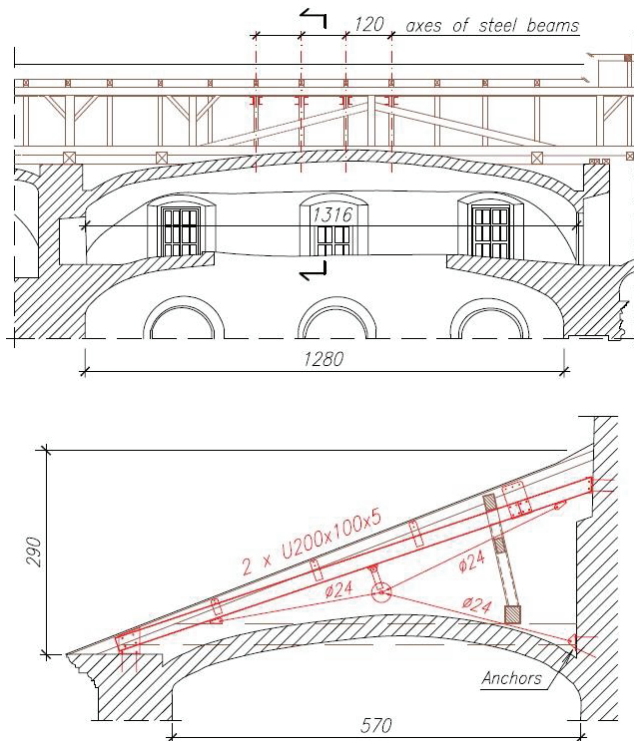 120 axes of steel beams
1316
1280
290
2 x U200x100x5
ø24
ø24
ø24
Anchors
570